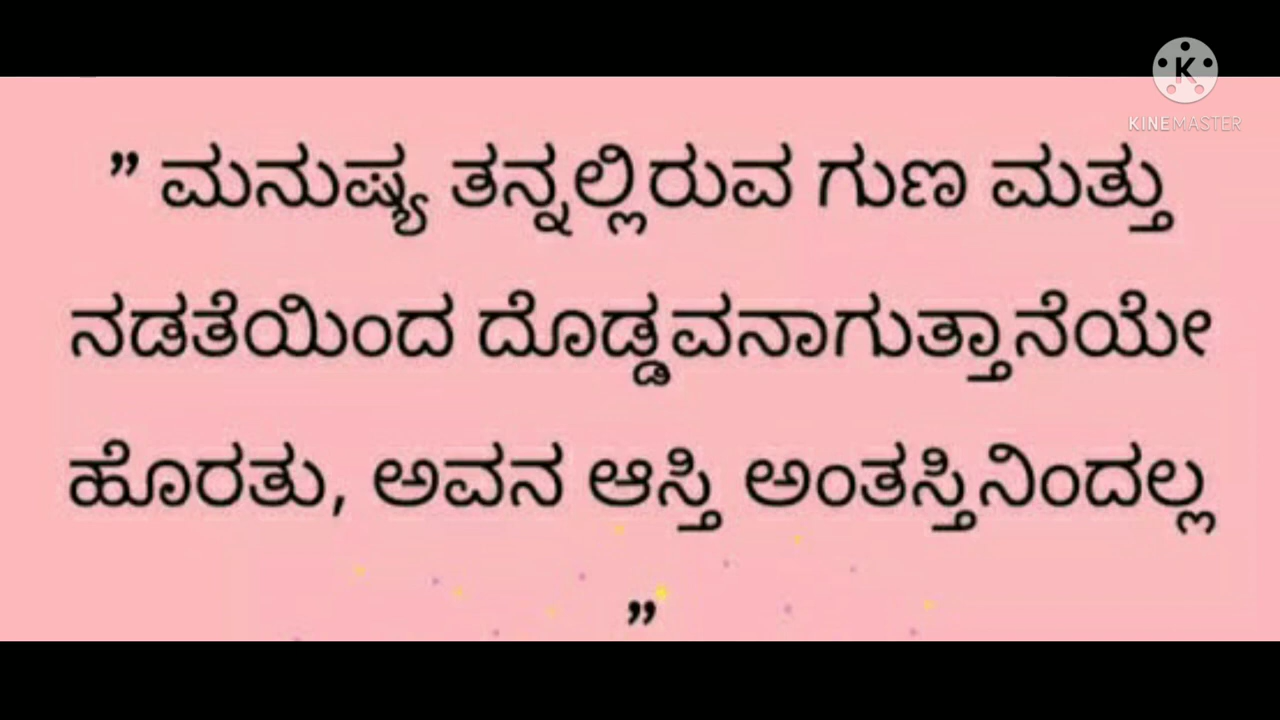 KINEMASTER
” ಮನುಷ್ಯ ತನ್ನಲ್ಲಿರುವ ಗುಣ ಮತ್ತು
ನಡತೆಯಿಂದ ದೊಡ್ಡವನಾಗುತ್ತಾನೆಯೇ
ಹೊರತು, ಅವನ ಆಸ್ತಿ ಅಂತಸ್ತಿನಿಂದಲ್ಲ
”